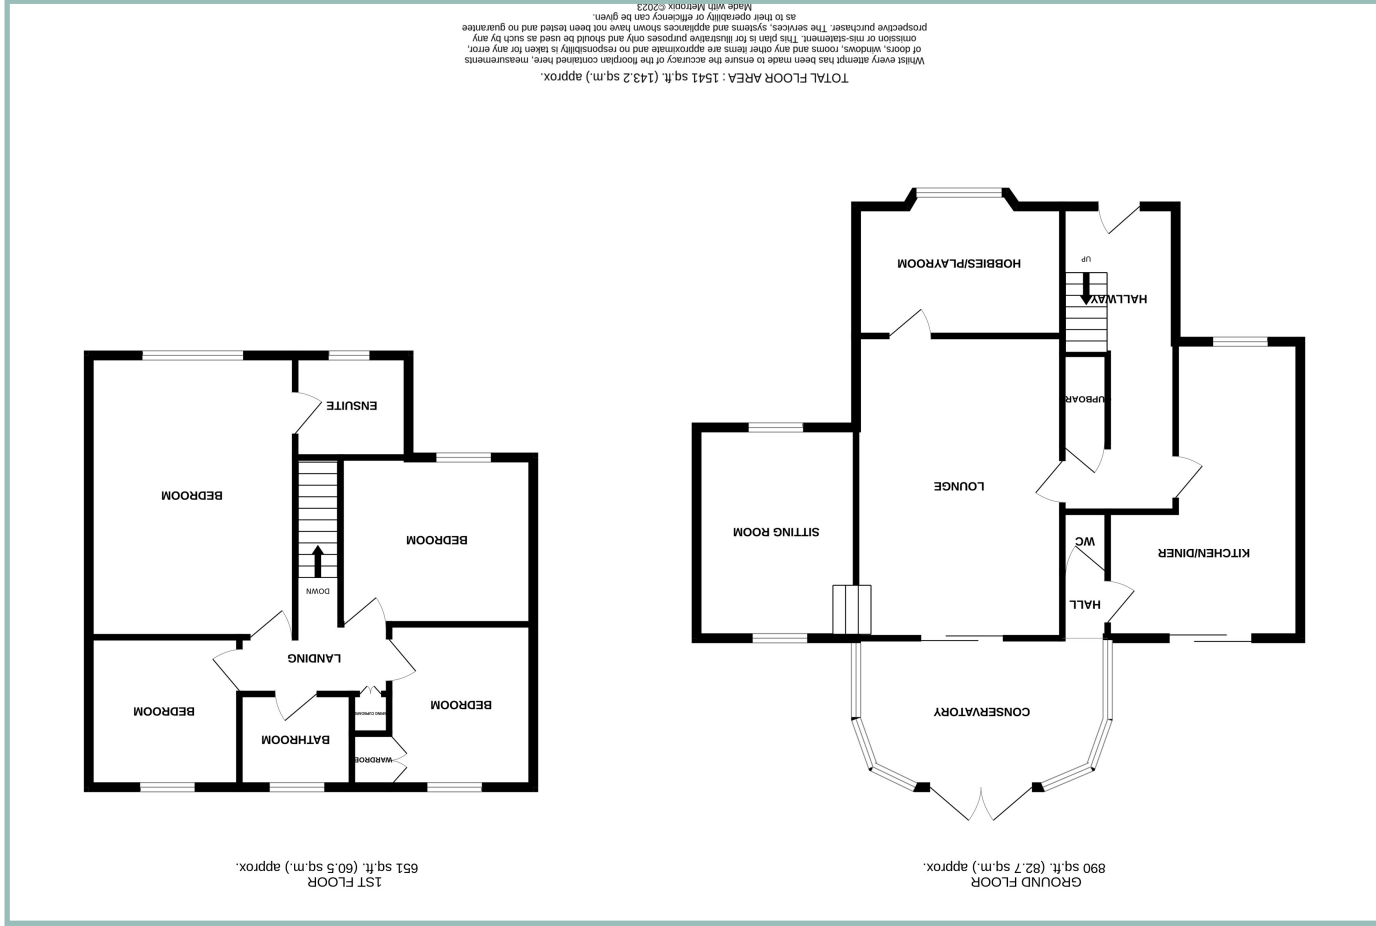 GROUND FLOOR
890 sq.ft. (82.7 sq.m.) approx.
CONSERVATORY
HALL
KITCHEN/DINER
WC
SITTING ROOM
LOUNGE
UPBOAR
HALLWAY
UP
HOBBIES/PLAYROOM
1ST FLOOR
651 sq.ft. (60.5 sq.m.) approx.
WARDROB
BATHROOM
BEDROOM
BEDROOM
LANDING
DOWN
BEDROOM
BEDROOM
ENSUITE
TOTAL FLOOR AREA : 1541 sq.ft. (143.2 sq.m.) approx.
Whilst every attempt has been made to ensure the accuracy of the floorplan contained here, measurements
of doors, windows, rooms and any other items are approximate and no responsibility is taken for any error,
omission or mis-statement. This plan is for illustrative purposes only and should be used as such by any
prospective purchaser. The services, systems and appliances shown have not been tested and no guarantee
as to their operability or efficiency can be given.
Made with Metropix ©2023